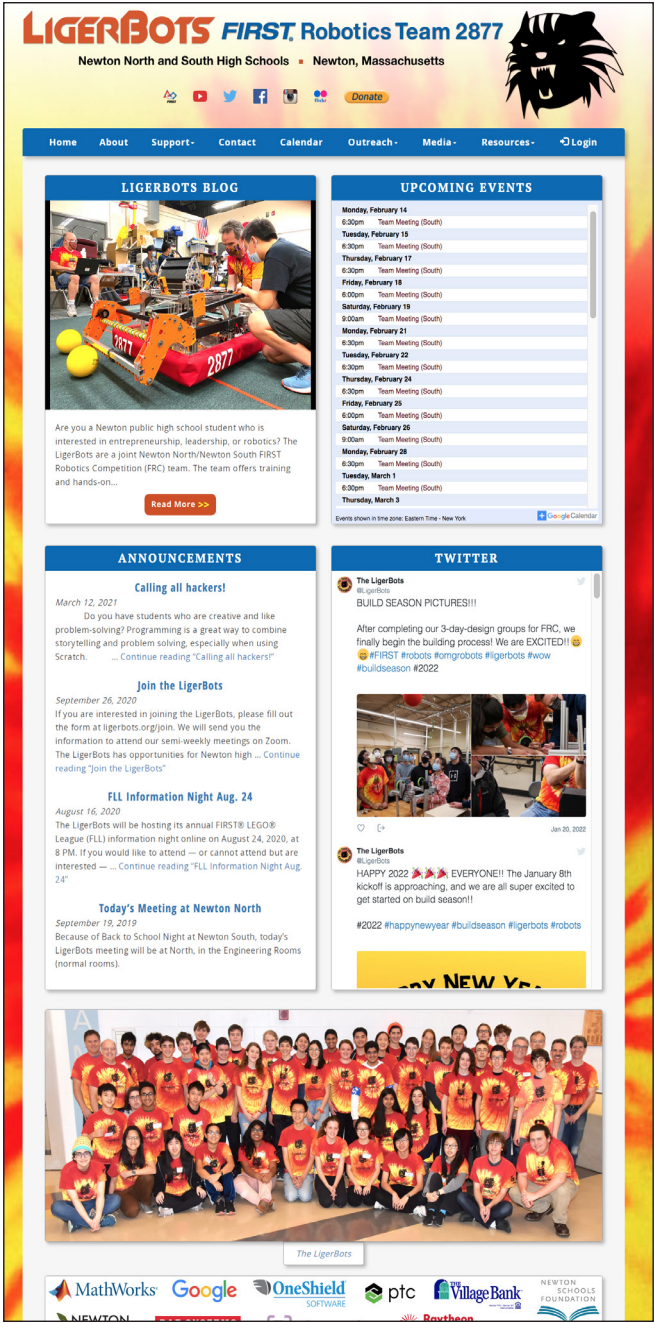 LIGERBOTS FIRST® Robotics Team 2877
Newton North and South High Schools ▪ Newton, Massachusetts
FIRST flickr Donate
Home About Support Contact Calendar Outreach Media Resources Login
LIGERBOTS BLOG
2877
2877
Are you a Newton public high school student who is
interested in entrepreneurship, leadership, or robotics? The
LigerBots are a joint Newton North/Newton South FIRST
Robotics Competition (FRC) team. The team offers training
and hands-on...
Read More >>
UPCOMING EVENTS
Monday, February 14
6:30pm Team Meeting (South)
Tuesday, February 15
6:30pm Team Meeting (South)
Thursday, February 17
6:30pm Team Meeting (South)
Friday, February 18
6:00pm Team Meeting (South)
Saturday, February 19
9:00am Team Meeting (South)
Monday, February 21
6:30pm Team Meeting (South)
Tuesday, February 22
6:30pm Team Meeting (South)
Thursday, February 24
6:30pm Team Meeting (South)
Friday, February 25
6:00pm Team Meeting (South)
Saturday, February 26
9:00am Team Meeting (South)
Monday, February 28
6:30pm Team Meeting (South)
Tuesday, March 1
6:30pm Team Meeting (South)
Thursday, March 3
Events shown in time zone: Eastern Time - New York
Google Calendar
ANNOUNCEMENTS
Calling all hackers!
March 12, 2021
Do you have students who are creative and like
problem-solving? Programming is a great way to combine
storytelling and problem solving, especially when using
Scratch. ... Continue reading "Calling all hackers!"
Join the LigerBots
September 26, 2020
If you are interested in joining the LigerBots, please fill out
the form at ligerbots.org/join. We will send you the
information to attend our semi-weekly meetings on Zoom.
The LigerBots has opportunities for Newton high ... Continue
reading "Join the LigerBots"
FLL Information Night Aug. 24
August 16, 2020
The LigerBots will be hosting its annual FIRST® LEGO®
League (FLL) information night online on August 24, 2020, at
8 PM. If you would like to attend — or cannot attend but are
interested — ... Continue reading "FLL Information Night Aug.
24"
Today's Meeting at Newton North
September 19, 2019
Because of Back to School Night at Newton South, today's
LigerBots meeting will be at North, in the Engineering Rooms
(normal rooms).
TWITTER
The LigerBots
@LigerBots
BUILD SEASON PICTURES!!!
After completing our 3-day-design groups for FRC, we
finally begin the building process! We are EXCITED!! 😁
😁 #FIRST #robots #omgrobots #ligerbots #wow
#buildseason #2022
Jan 20, 2022
The LigerBots
@LigerBots
HAPPY 2022 🎉🎉🎉 EVERYONE!! The January 8th
kickoff is approaching, and we are all super excited to
get started on build season!!
#2022 #happynewyear #buildseason #ligerbots #robots
The LigerBots
MathWorks® Google OneShield SOFTWARE ptc THE Village Bank NEWTON SCHOOLS FOUNDATION
NEWTON Raytheon